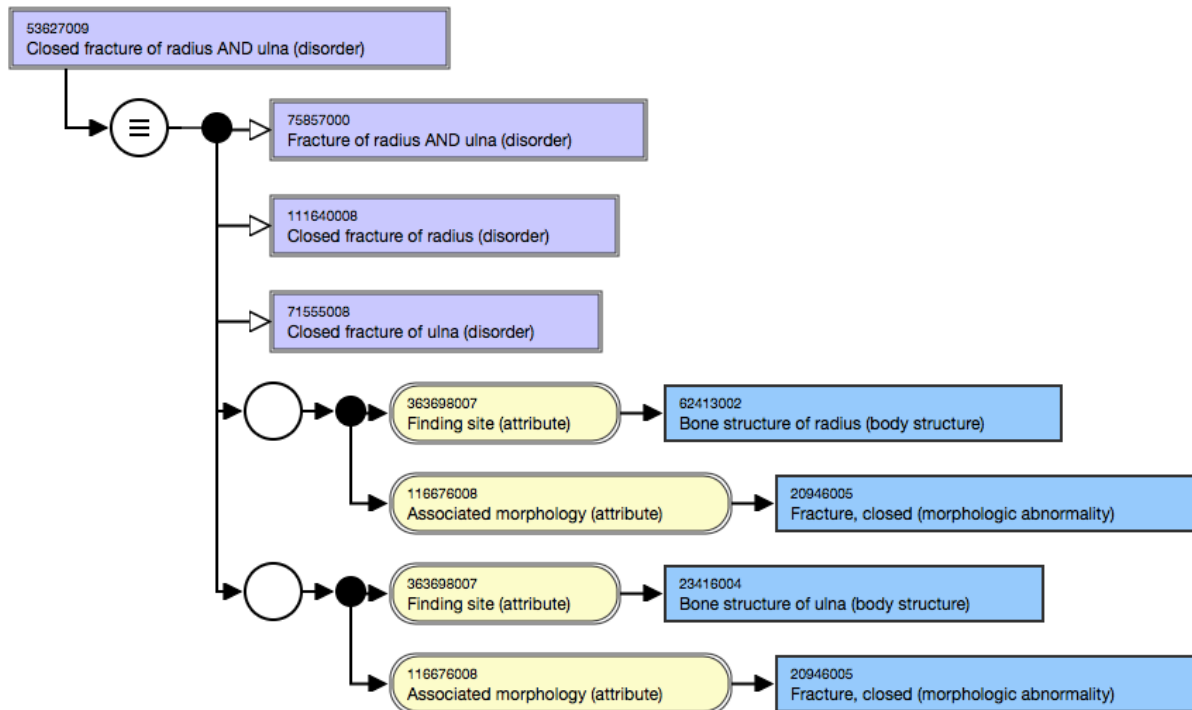 53627009
Closed fracture of radius AND ulna (disorder)
75857000
Fracture of radius AND ulna (disorder)
111640008
Closed fracture of radius (disorder)
71555008
Closed fracture of ulna (disorder)
363698007
Finding site (attribute)
62413002
Bone structure of radius (body structure)
116676008
Associated morphology (attribute)
20946005
Fracture, closed (morphologic abnormality)
363698007
Finding site (attribute)
23416004
Bone structure of ulna (body structure)
116676008
Associated morphology (attribute)
20946005
Fracture, closed (morphologic abnormality)